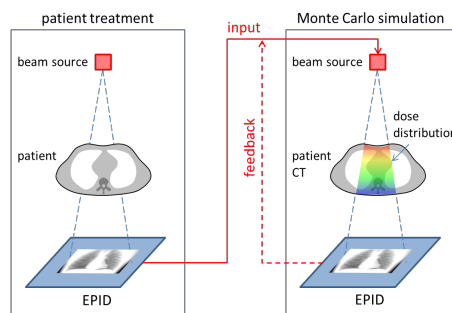 patient treatment
beam source
patient
EPID
input
feedback
Monte Carlo simulation
beam source
dose
distribution
patient
CT
EPID